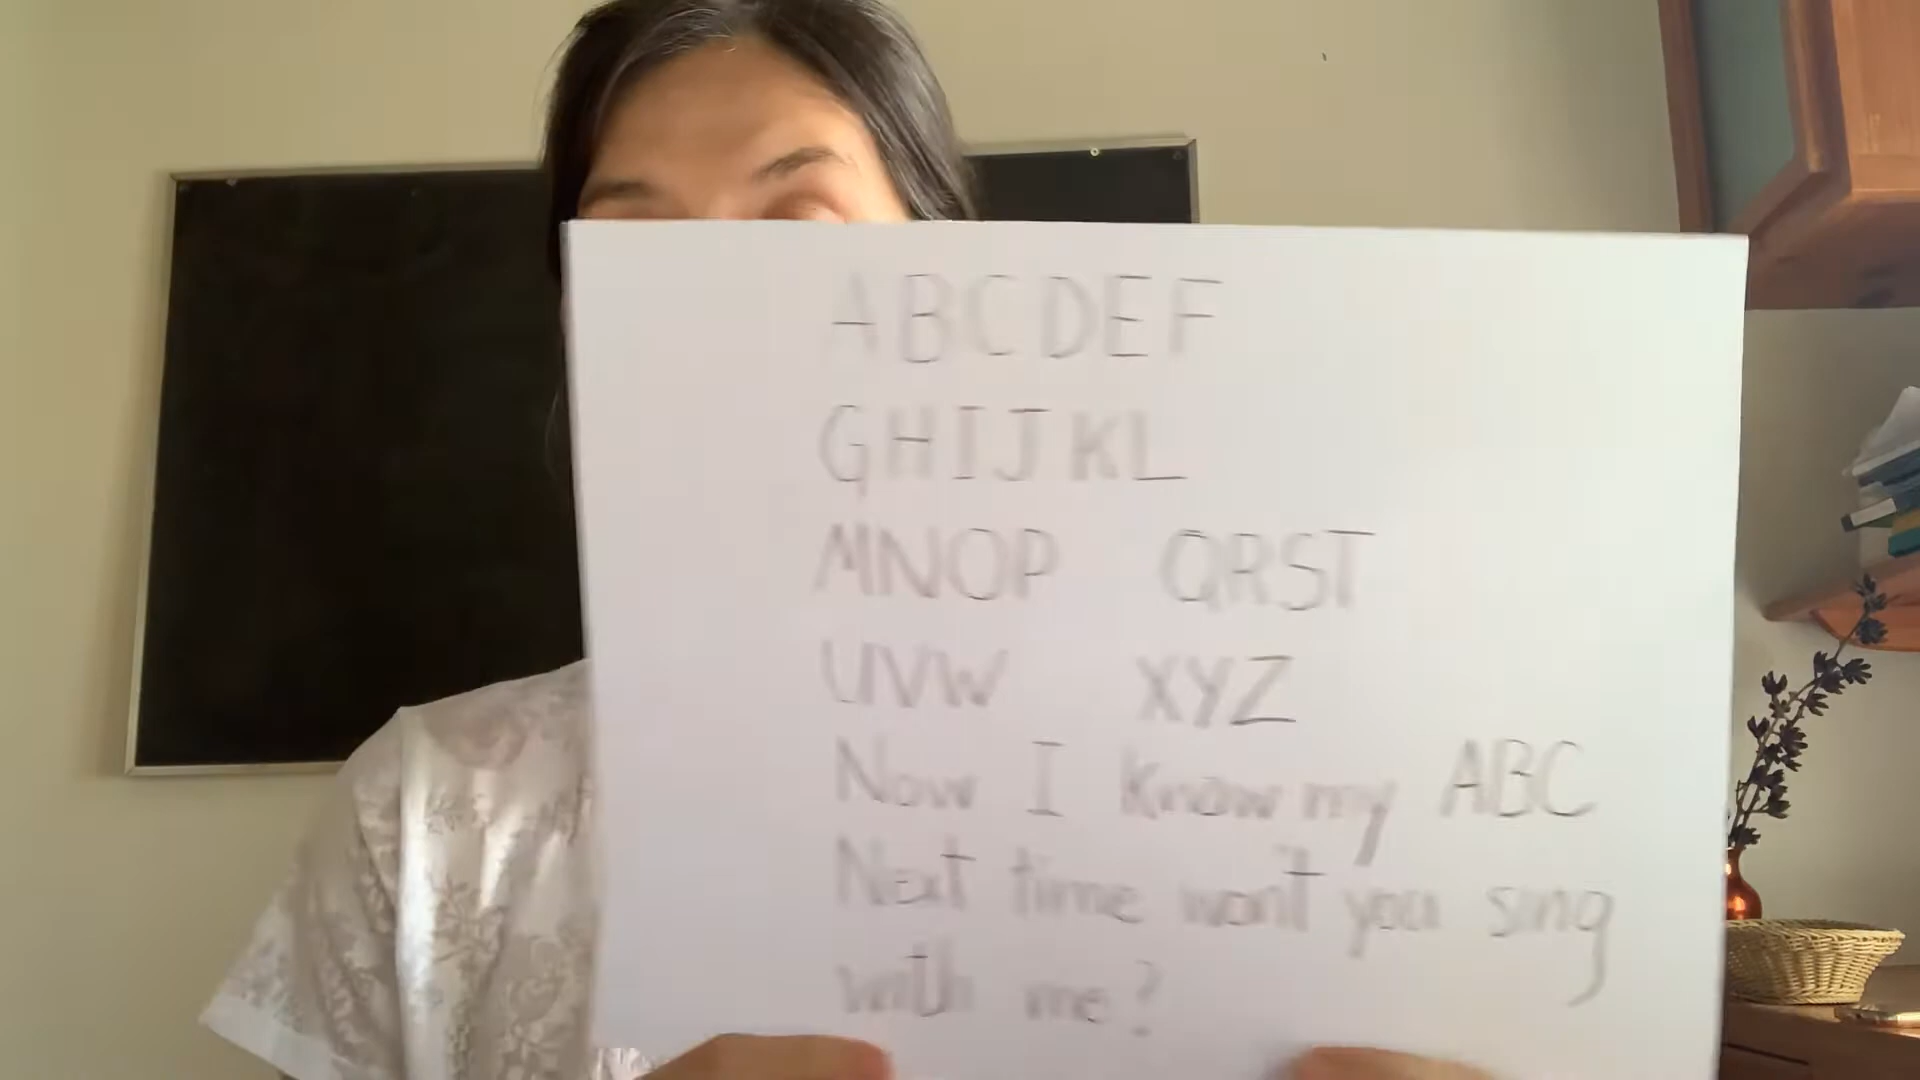 ABCDEF
GHIJKL
MNOP QRST
UVW XYZ
Now I know my ABC
Next time won't you sing
with me?